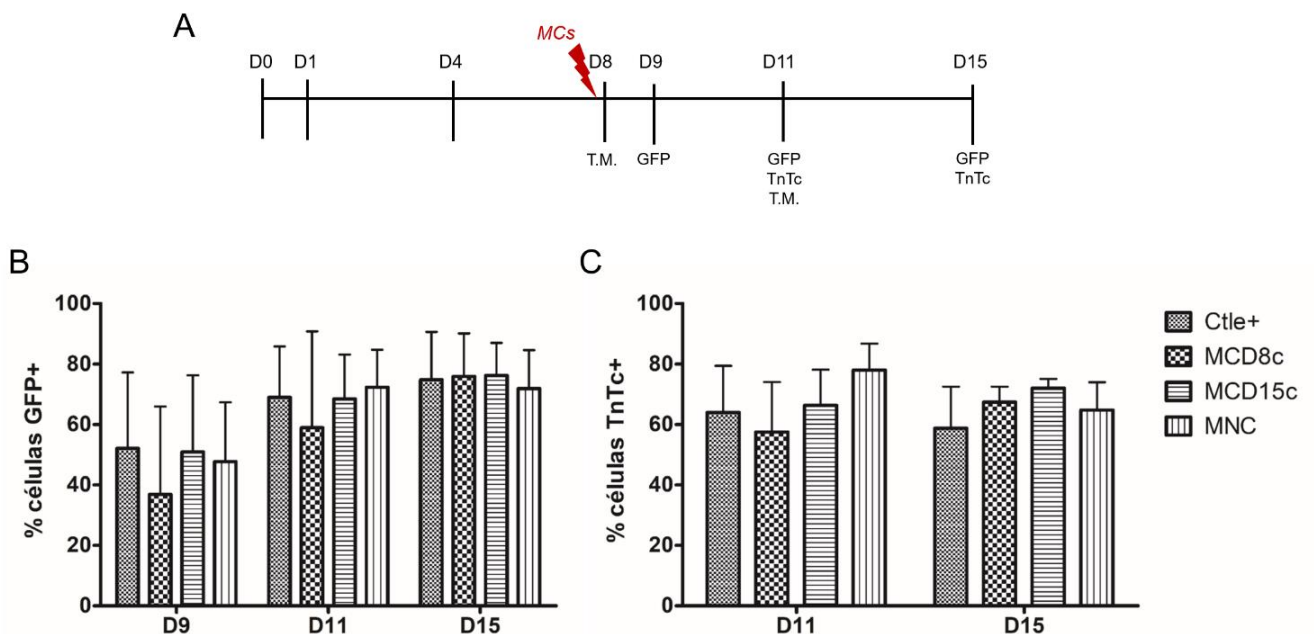 A
MCs
D0 D1 D4 D8 D9 D11 D15
T.M. GFP GFP GFP
TnTc TnTc
T.M.
B
% células GFP+
100
80
60
40
20
0
D9 D11 D15
C
% células TnTc+
100
80
60
40
20
0
D11 D15
Ctle+
MCD8c
MCD15c
MNC